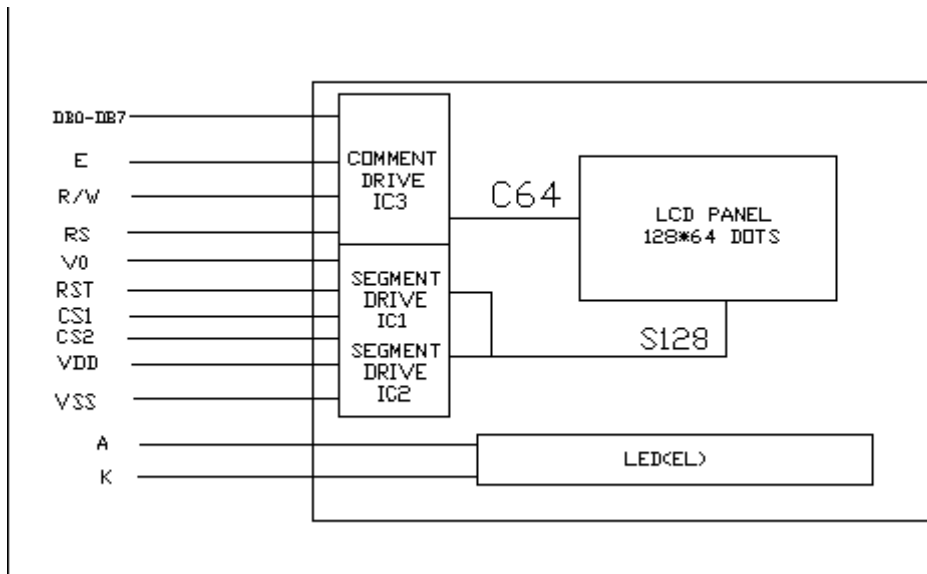 DB0-DB7
E
R/W
RS
V0
RST
CS1
CS2
VDD
VSS
A
K
COMMENT
DRIVE
IC3
SEGMENT
DRIVE
IC1
SEGMENT
DRIVE
IC2
C64
LCD PANEL
128*64 DOTS
S128
LED(EL)